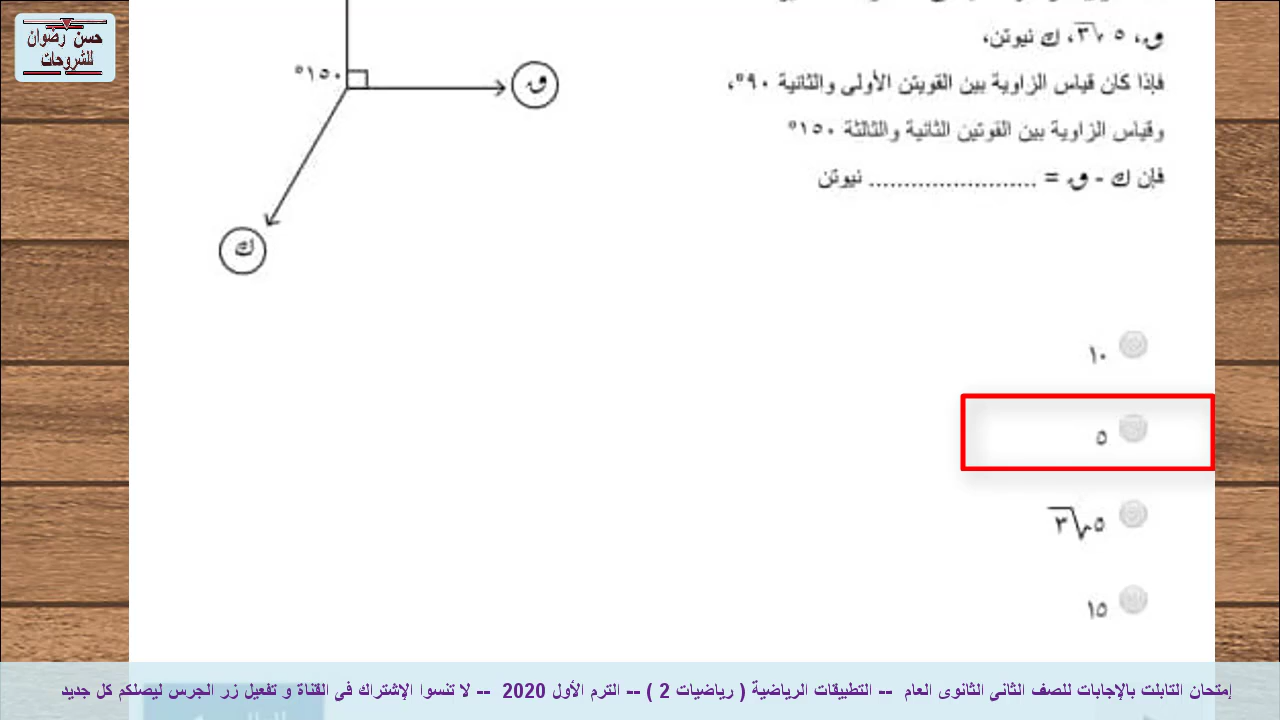 حسن رضوان
للشروحات
ق، ٥√٣، ك نيوتن،
فإذا كان قياس الزاوية بين القويتن الأولى والثانية ٩٠°،
وقياس الزاوية بين القوتين الثانية والثالثة ١٥٠°
فإن ك - ق = ........................ نيوتن
١٥٠°
ق
ك
١٠
٥
٥√٣
١٥
إمتحان التابلت بالإجابات للصف الثانى الثانوى العام -- التطبيقات الرياضية ( رياضيات 2 ) -- الترم الأول 2020 -- لا تنسوا الإشتراك فى القناة و تفعيل زر الجرس ليصلكم كل جديد